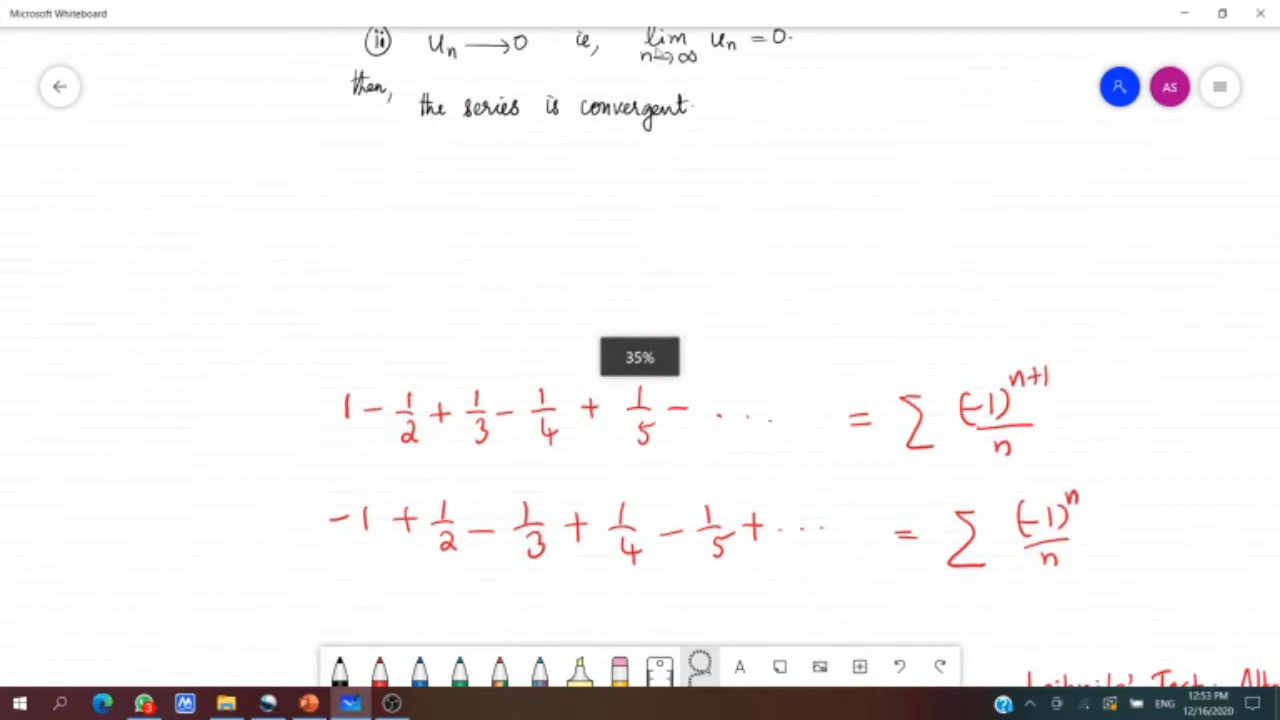 Microsoft Whiteboard
(ii) un → 0 ie, lim n→∞ un = 0.
then,
the series is convergent.
AS
35%
1 - 1/2 + 1/3 - 1/4 + 1/5 - ... = ∑ (-1)^n+1 / n
-1 + 1/2 - 1/3 + 1/4 - 1/5 + ... = ∑ (-1)^n / n
A
12:53 PM
ENG
12/16/2020